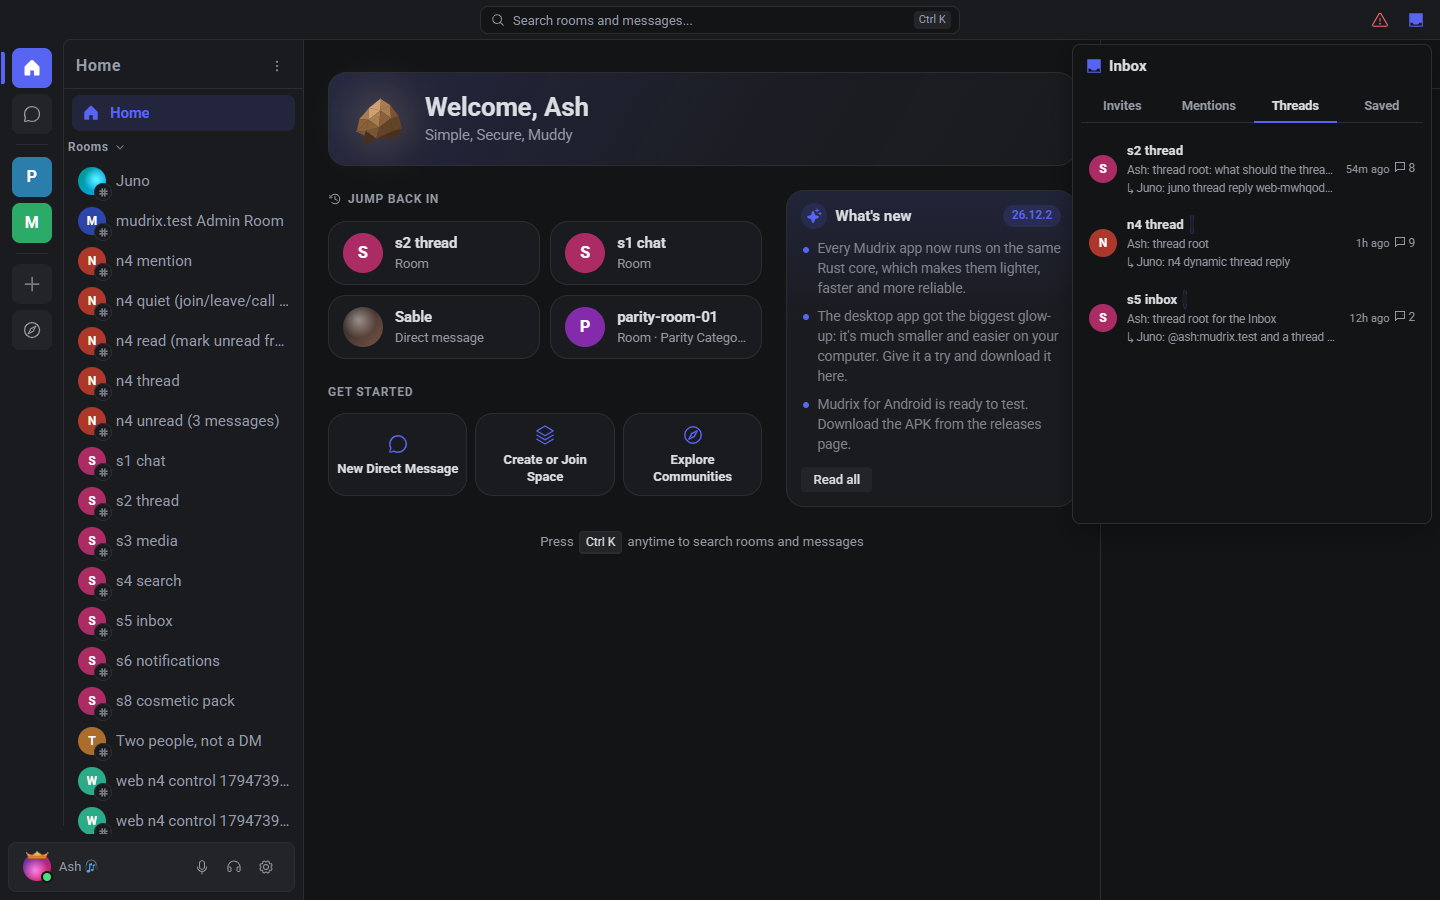 Search rooms and messages...
Ctrl K
Home
Home
Rooms
Juno
mudrix.test Admin Room
n4 mention
n4 quiet (join/leave/call ...
n4 read (mark unread fr...
n4 thread
n4 unread (3 messages)
s1 chat
s2 thread
s3 media
s4 search
s5 inbox
s6 notifications
s8 cosmetic pack
Two people, not a DM
web n4 control 1794739...
web n4 control 1794739...
Ash
P
M
M
N
N
N
N
N
S
S
S
S
S
S
S
T
W
W
Welcome, Ash
Simple, Secure, Muddy
JUMP BACK IN
S
s2 thread
Room
S
s1 chat
Room
Sable
Direct message
P
parity-room-01
Room · Parity Catego...
GET STARTED
New Direct Message
Create or Join
Space
Explore
Communities
What's new
26.12.2
Every Mudrix app now runs on the same
Rust core, which makes them lighter,
faster and more reliable.
The desktop app got the biggest glow-
up: it's much smaller and easier on your
computer. Give it a try and download it
here.
Mudrix for Android is ready to test.
Download the APK from the releases
page.
Read all
Press Ctrl K anytime to search rooms and messages
Inbox
Invites
Mentions
Threads
Saved
S
s2 thread
Ash: thread root: what should the threa...
54m ago
8
Juno: juno thread reply web-mwhqod...
N
n4 thread
Ash: thread root
1h ago
9
Juno: n4 dynamic thread reply
S
s5 inbox
Ash: thread root for the Inbox
12h ago
2
Juno: @ash:mudrix.test and a thread ...